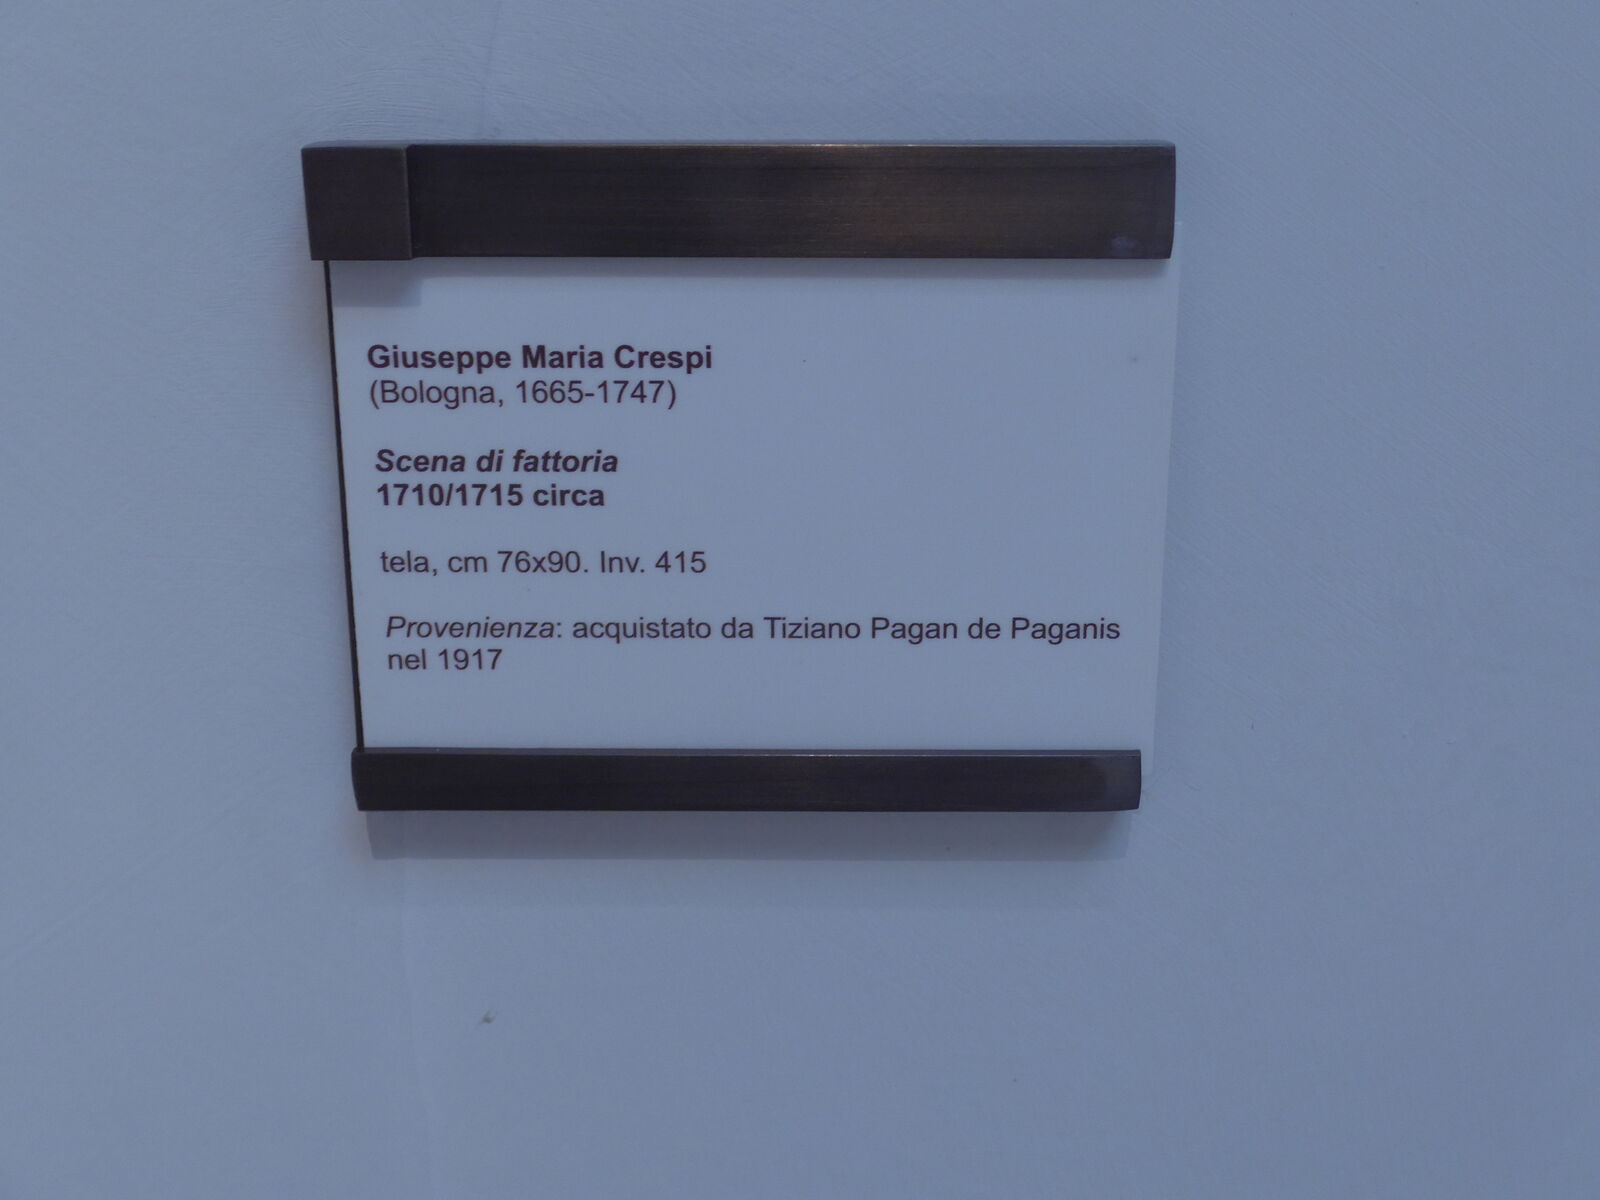 Giuseppe Maria Crespi
(Bologna, 1665-1747)
Scena di fattoria
1710/1715 circa
tela, cm 76x90. Inv. 415
Provenienza: acquistato da Tiziano Pagan de Paganis
nel 1917